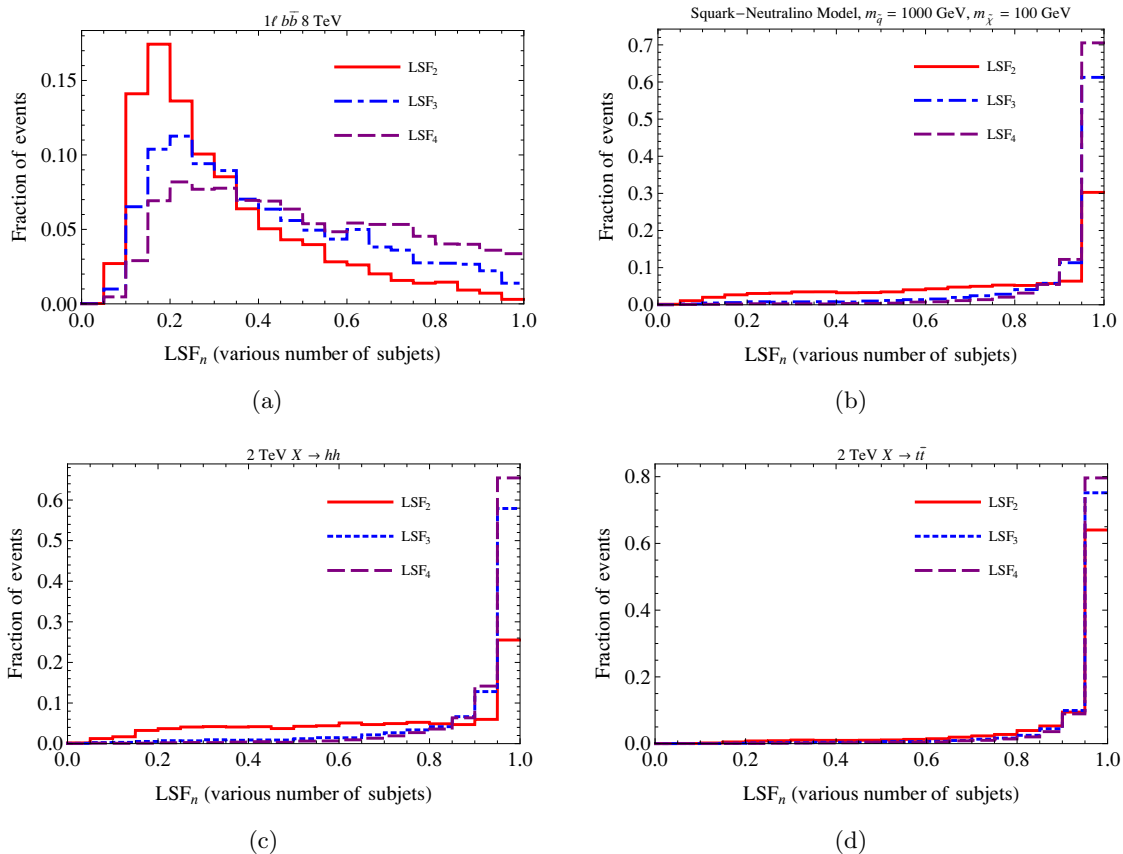 1ℓ bb̅ 8 TeV
Fraction of events
0.15
0.10
0.05
0.00
LSF₂
LSF₃
LSF₄
0.0 0.2 0.4 0.6 0.8 1.0
LSFₙ (various number of subjets)
(a)
Squark−Neutralino Model, m_q̃ = 1000 GeV, m_χ̃ = 100 GeV
Fraction of events
0.7
0.6
0.5
0.4
0.3
0.2
0.1
0.0
LSF₂
LSF₃
LSF₄
0.0 0.2 0.4 0.6 0.8 1.0
LSFₙ (various number of subjets)
(b)
2 TeV X → hh
Fraction of events
0.6
0.5
0.4
0.3
0.2
0.1
0.0
LSF₂
LSF₃
LSF₄
0.0 0.2 0.4 0.6 0.8 1.0
LSFₙ (various number of subjets)
(c)
2 TeV X → tt̅
Fraction of events
0.8
0.6
0.4
0.2
0.0
LSF₂
LSF₃
LSF₄
0.0 0.2 0.4 0.6 0.8 1.0
LSFₙ (various number of subjets)
(d)